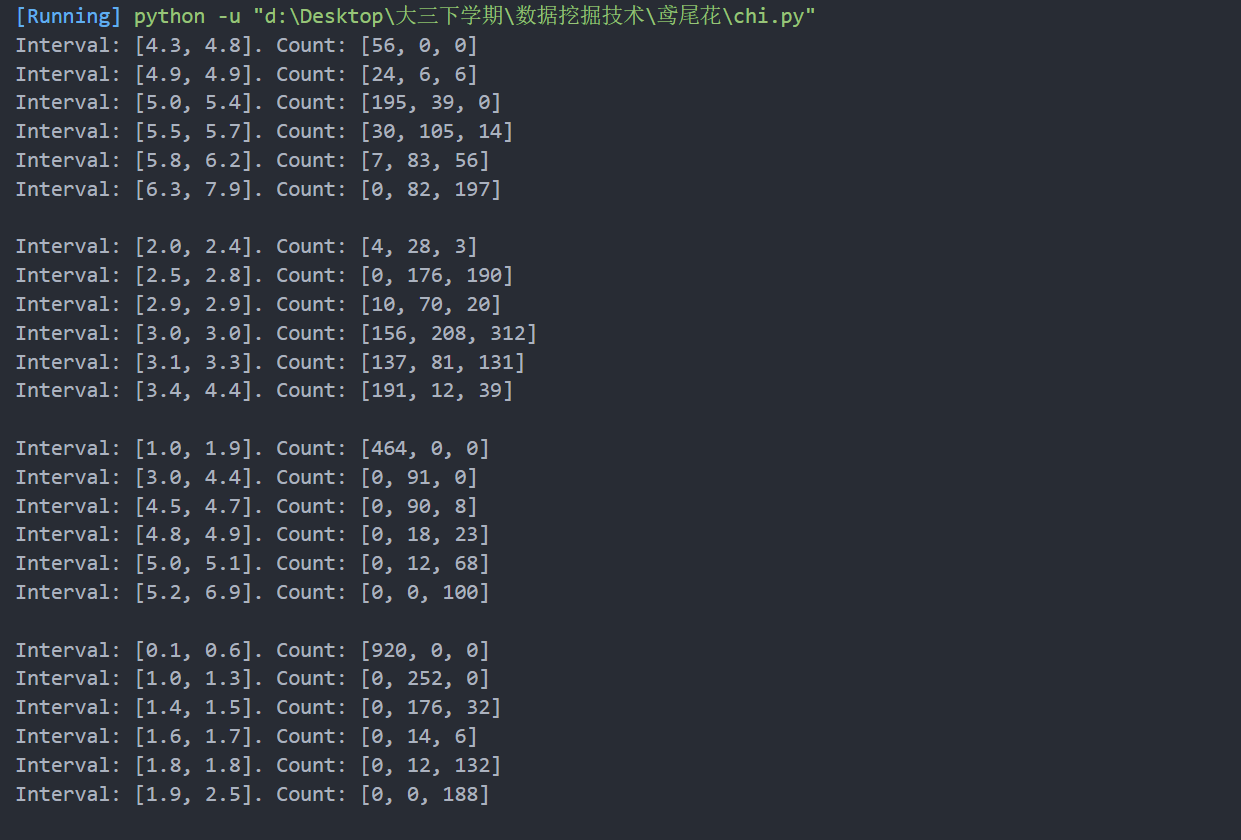 [Running] python -u "d:\Desktop\大三下学期\数据挖掘技术\鸢尾花\chi.py"
Interval: [4.3, 4.8]. Count: [56, 0, 0]
Interval: [4.9, 4.9]. Count: [24, 6, 6]
Interval: [5.0, 5.4]. Count: [195, 39, 0]
Interval: [5.5, 5.7]. Count: [30, 105, 14]
Interval: [5.8, 6.2]. Count: [7, 83, 56]
Interval: [6.3, 7.9]. Count: [0, 82, 197]
Interval: [2.0, 2.4]. Count: [4, 28, 3]
Interval: [2.5, 2.8]. Count: [0, 176, 190]
Interval: [2.9, 2.9]. Count: [10, 70, 20]
Interval: [3.0, 3.0]. Count: [156, 208, 312]
Interval: [3.1, 3.3]. Count: [137, 81, 131]
Interval: [3.4, 4.4]. Count: [191, 12, 39]
Interval: [1.0, 1.9]. Count: [464, 0, 0]
Interval: [3.0, 4.4]. Count: [0, 91, 0]
Interval: [4.5, 4.7]. Count: [0, 90, 8]
Interval: [4.8, 4.9]. Count: [0, 18, 23]
Interval: [5.0, 5.1]. Count: [0, 12, 68]
Interval: [5.2, 6.9]. Count: [0, 0, 100]
Interval: [0.1, 0.6]. Count: [920, 0, 0]
Interval: [1.0, 1.3]. Count: [0, 252, 0]
Interval: [1.4, 1.5]. Count: [0, 176, 32]
Interval: [1.6, 1.7]. Count: [0, 14, 6]
Interval: [1.8, 1.8]. Count: [0, 12, 132]
Interval: [1.9, 2.5]. Count: [0, 0, 188]